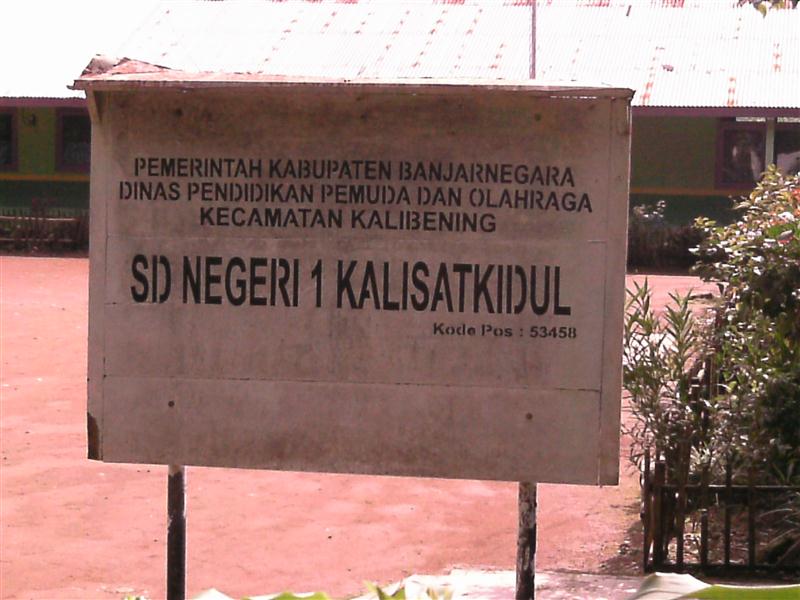 PEMERINTAH KABUPATEN BANJARNEGARA
DINAS PENDIDIKAN PEMUDA DAN OLAHRAGA
KECAMATAN KALIBENING
SD NEGERI 1 KALISATKIDUL
Kode Pos : 53458